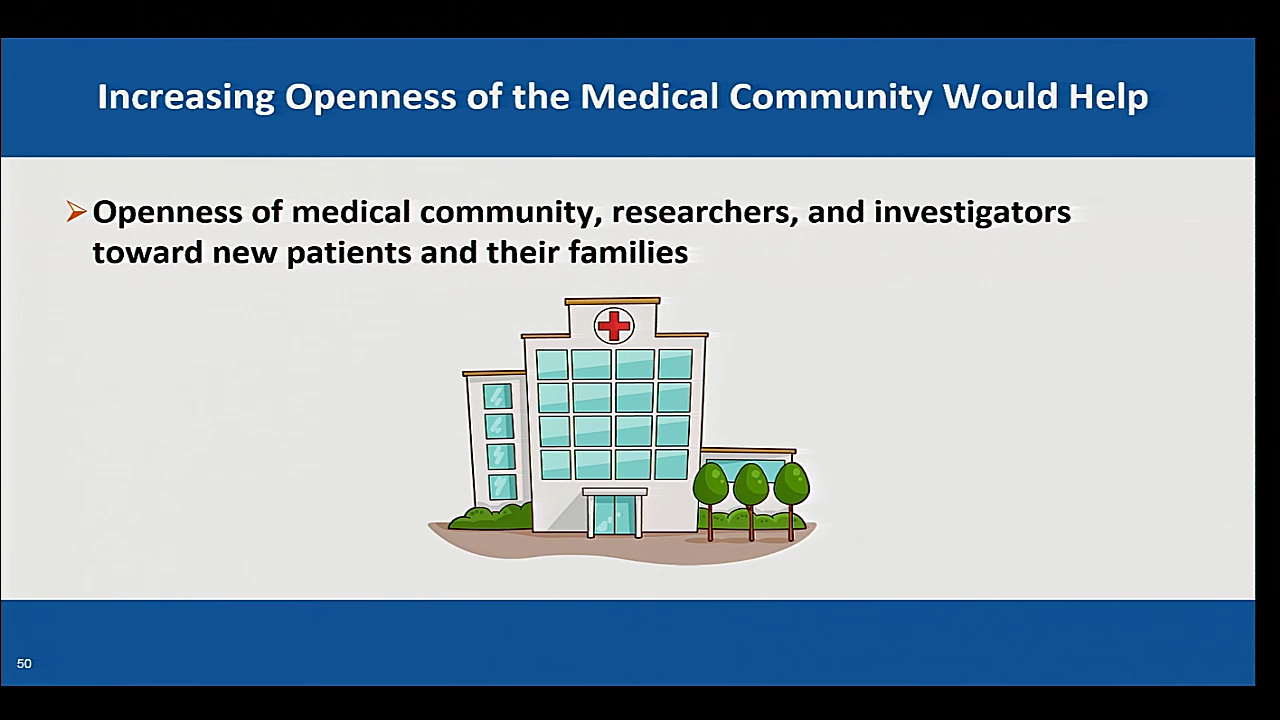 Increasing Openness of the Medical Community Would Help
Openness of medical community, researchers, and investigators
toward new patients and their families
50